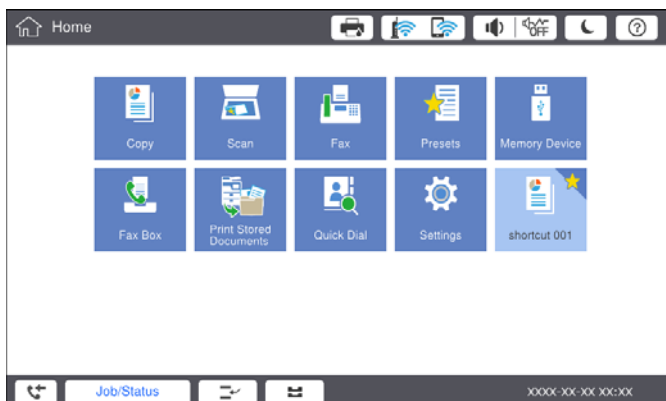 Home
OFF
Copy
Scan
Fax
Presets
Memory Device
Fax Box
Print Stored
Documents
Quick Dial
Settings
shortcut 001
Job/Status
XXXX-XX-XX XX:XX